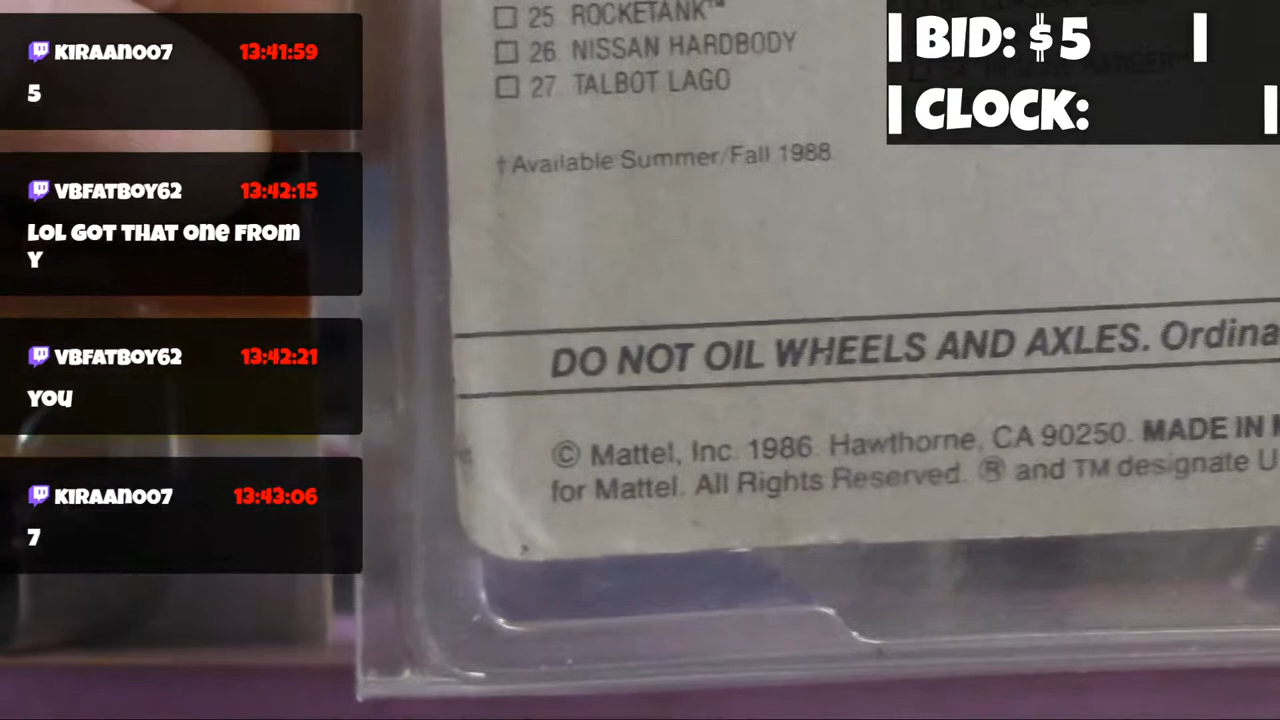 KIRAAN007 13:41:59
5
VBFATBOY62 13:42:15
LOL GOT THAT ONE FROM
Y
VBFATBOY62 13:42:21
YOU
KIRAAN007 13:43:06
7
25 ROCKETANK™
26 NISSAN HARDBODY
27 TALBOT LAGO
†Available Summer/Fall 1988
DO NOT OIL WHEELS AND AXLES. Ordina
© Mattel, Inc. 1986. Hawthorne, CA 90250. MADE IN
for Mattel. All Rights Reserved. ® and TM designate U
| BID: $5 |
| CLOCK: |